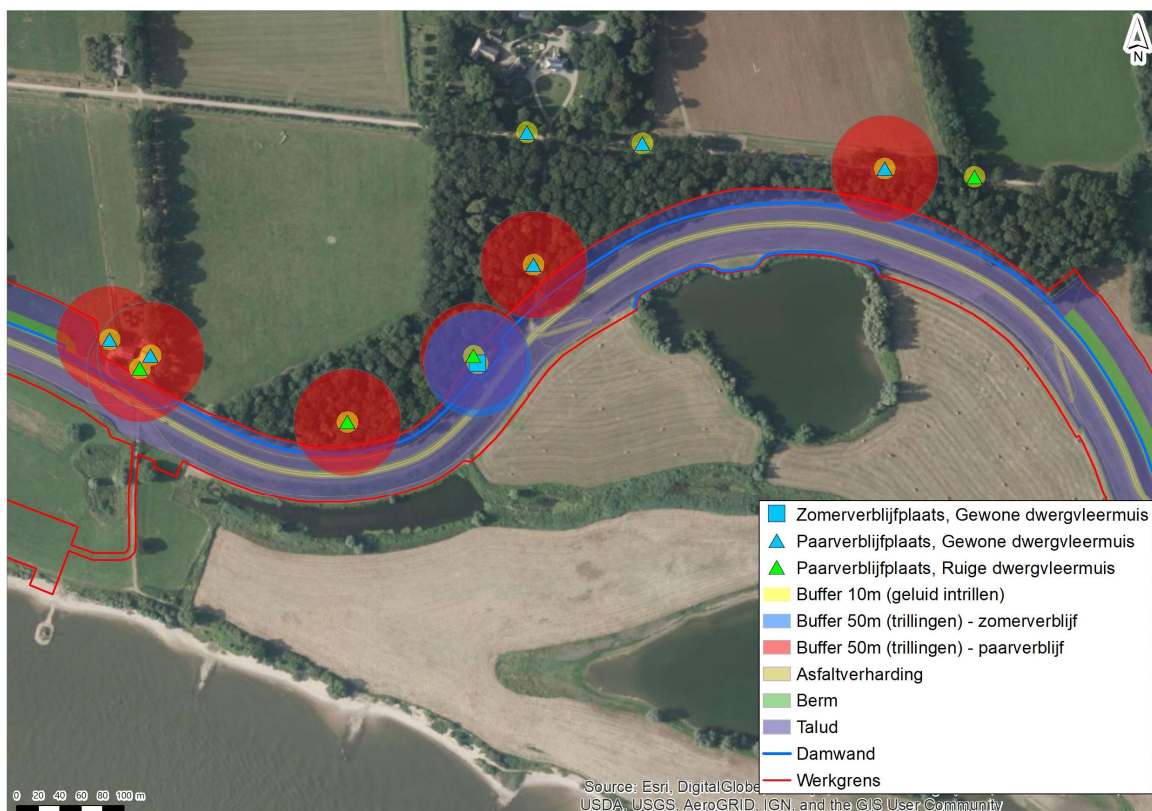 N
Zomerverblijfplaats, Gewone dwergvleermuis
Paarverblijfplaats, Gewone dwergvleermuis
Paarverblijfplaats, Ruige dwergvleermuis
Buffer 10m (geluid intrillen)
Buffer 50m (trillingen) - zomerverblijf
Buffer 50m (trillingen) - paarverblijf
Asfaltverharding
Berm
Talud
Damwand
Werkgrens
0 20 40 60 80 100 m
Source: Esri, DigitalGlobe
USDA, USGS, AeroGRID, IGN, and the GIS User Community